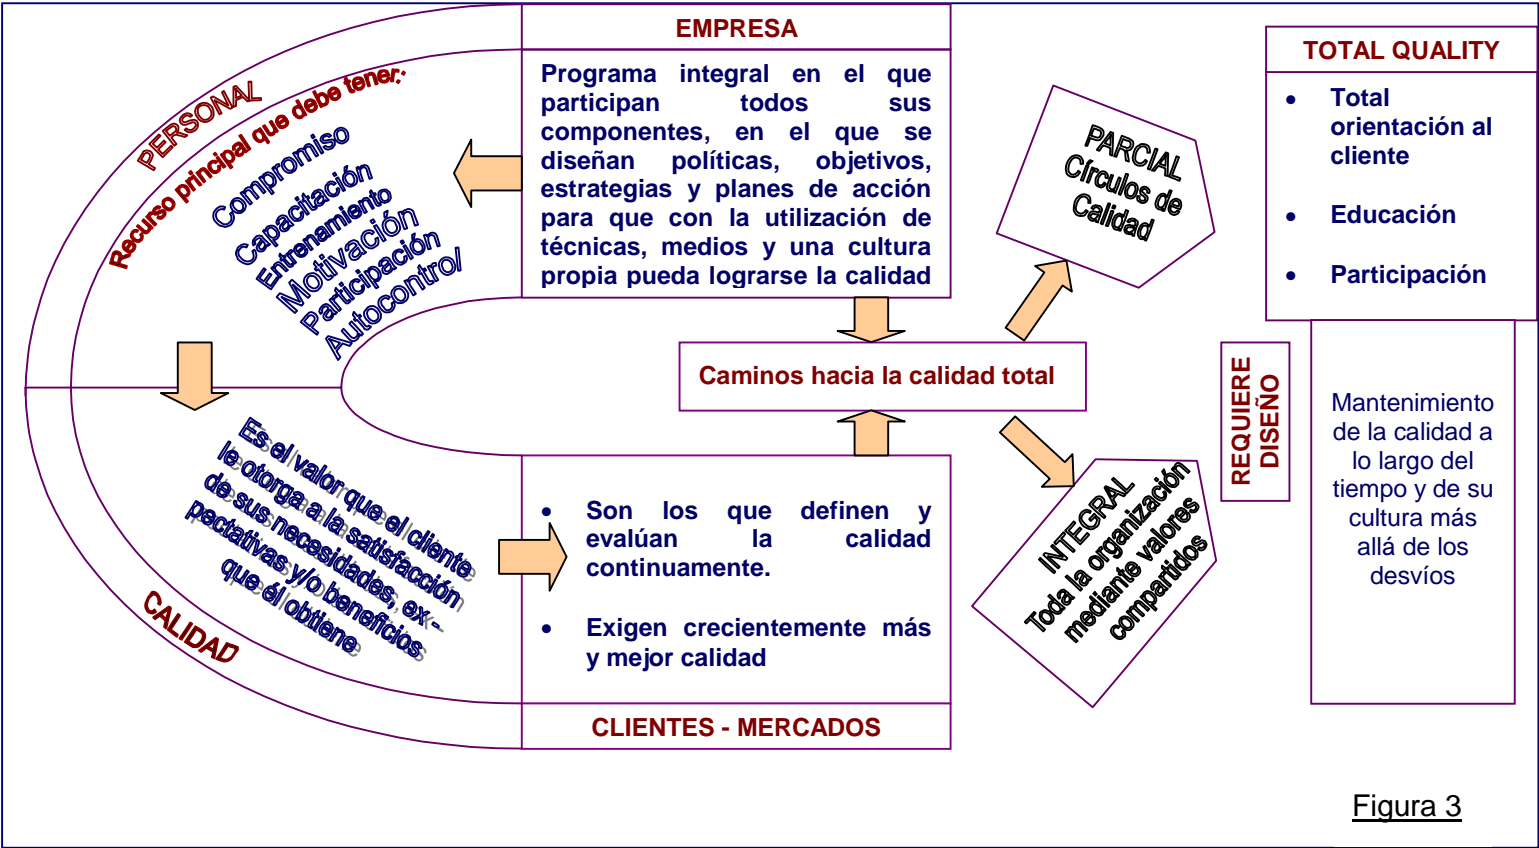 EMPRESA
Programa integral en el que
participan todos sus
componentes, en el que se
diseñan políticas, objetivos,
estrategias y planes de acción
para que con la utilización de
técnicas, medios y una cultura
propia pueda lograrse la calidad
PERSONAL
Recurso principal que debe tener:
Compromiso
Capacitación
Entrenamiento
Motivación
Participación
Autocontrol
Es el valor que el cliente
le otorga a la satisfacción
de sus necesidades, ex-
pectativas y/o beneficios
que él obtiene
CALIDAD
• Son los que definen y
evalúan la calidad
continuamente.
• Exigen crecientemente más
y mejor calidad
CLIENTES - MERCADOS
Caminos hacia la calidad total
PARCIAL
Círculos de
Calidad
INTEGRAL
Toda la organización
mediante valores
compartidos
REQUIERE
DISEÑO
TOTAL QUALITY
• Total
orientación al
cliente
• Educación
• Participación
Mantenimiento
de la calidad a
lo largo del
tiempo y de su
cultura más
allá de los
desvíos
Figura 3